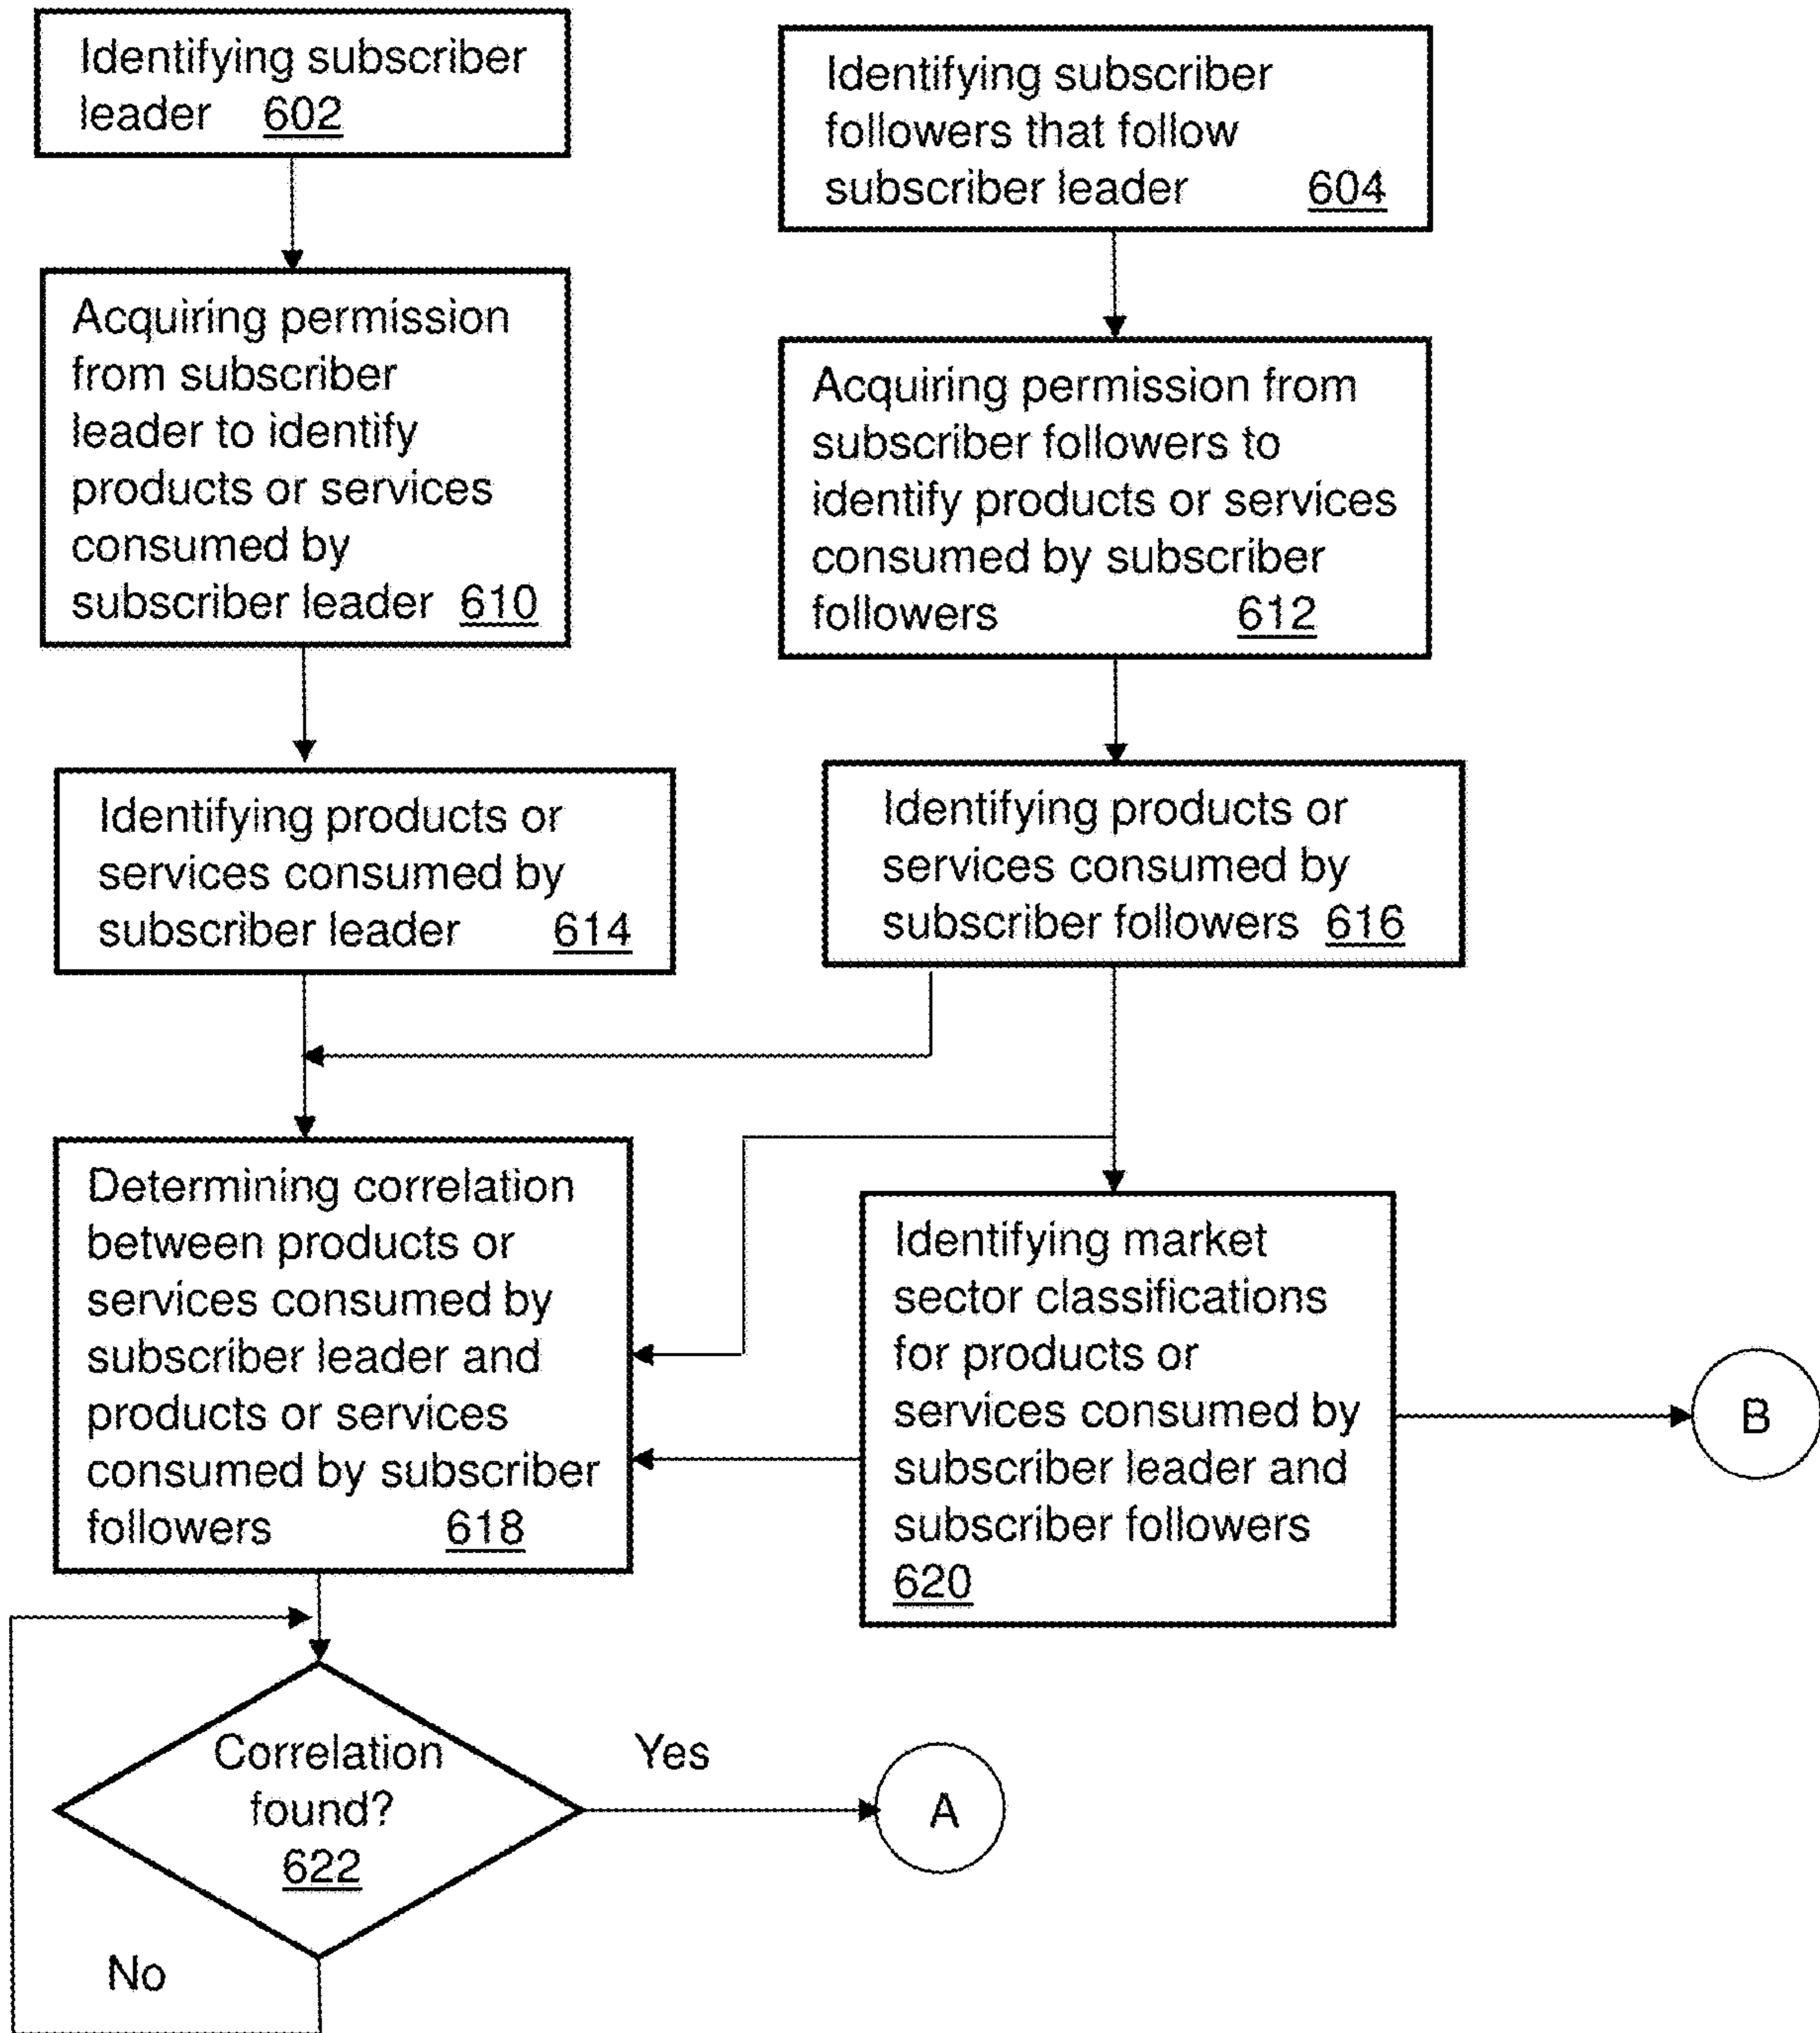 Identifying subscriber
leader 602
Identifying subscriber
followers that follow
subscriber leader 604
Acquiring permission
from subscriber
leader to identify
products or services
consumed by
subscriber leader 610
Acquiring permission from
subscriber followers to
identify products or services
consumed by subscriber
followers 612
Identifying products or
services consumed by
subscriber leader 614
Identifying products or
services consumed by
subscriber followers 616
Determining correlation
between products or
services consumed by
subscriber leader and
products or services
consumed by subscriber
followers 618
Identifying market
sector classifications
for products or
services consumed by
subscriber leader and
subscriber followers
620
B
Correlation
found?
622
Yes
A
No